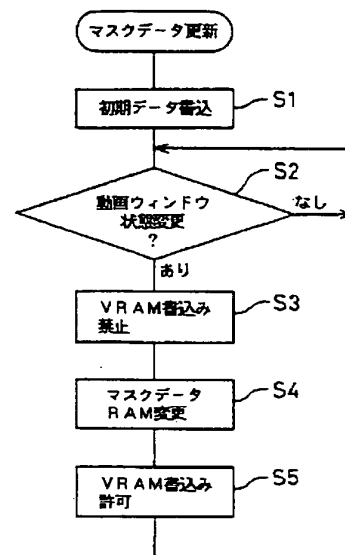 マスクデータ更新
初期データ書込
S1
S2
動画ウィンドウ
状態変更
?
なし
あり
VRAM書込み
禁止
S3
マスクデータ
RAM変更
S4
VRAM書込み
許可
S5